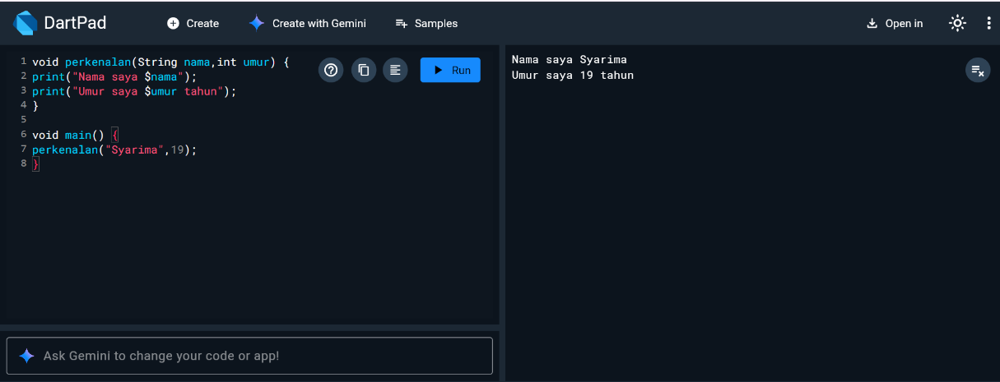 DartPad Create Create with Gemini Samples Open in
1 void perkenalan(String nama,int umur) {
2 print("Nama saya $nama");
3 print("Umur saya $umur tahun");
4 }
5
6 void main() {
7 perkenalan("Syarima",19);
8 }
Run
Ask Gemini to change your code or app!
Nama saya Syarima
Umur saya 19 tahun